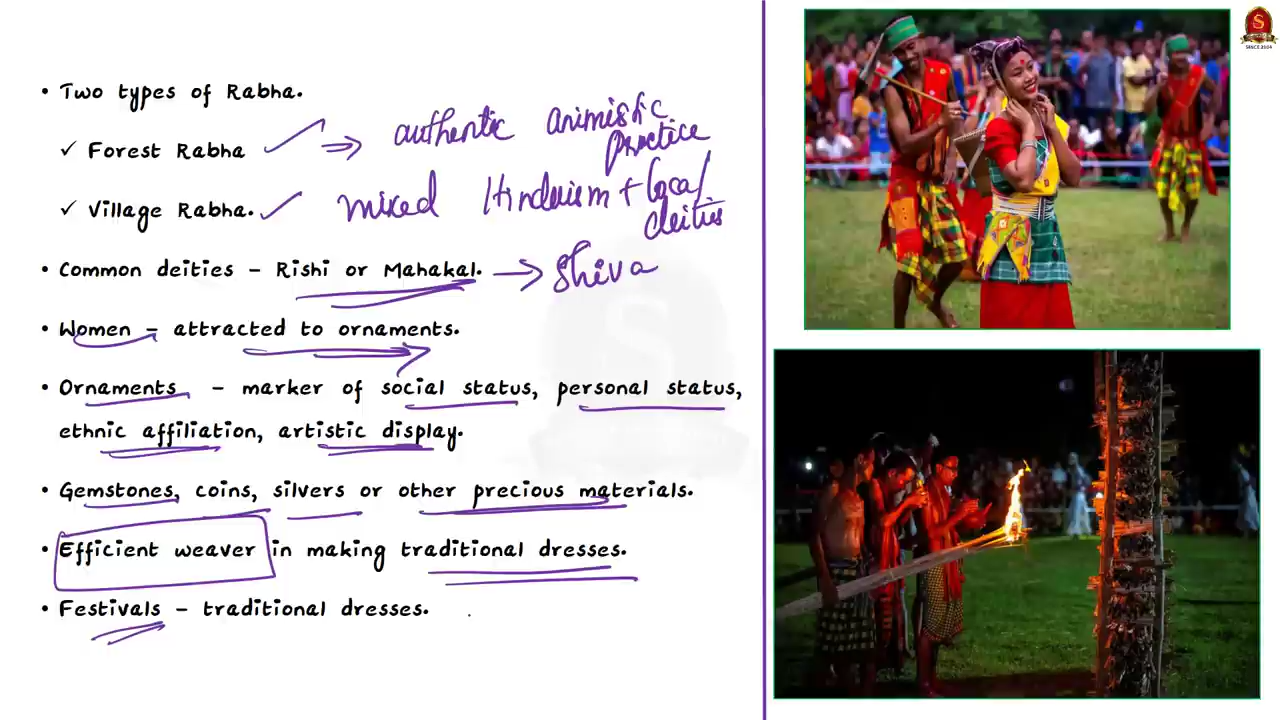 • Two types of Rabha.
authentic animistic
practice
✓ Forest Rabha ⇒
✓ Village Rabha. mixed Hinduism + local
deities
• Common deities – Rishi or Mahakal. → Shiva
• Women – attracted to ornaments.
• Ornaments – marker of social status, personal status,
ethnic affiliation, artistic display.
• Gemstones, coins, silvers or other precious materials.
• Efficient weaver in making traditional dresses.
• Festivals – traditional dresses.
S
SINCE 2004